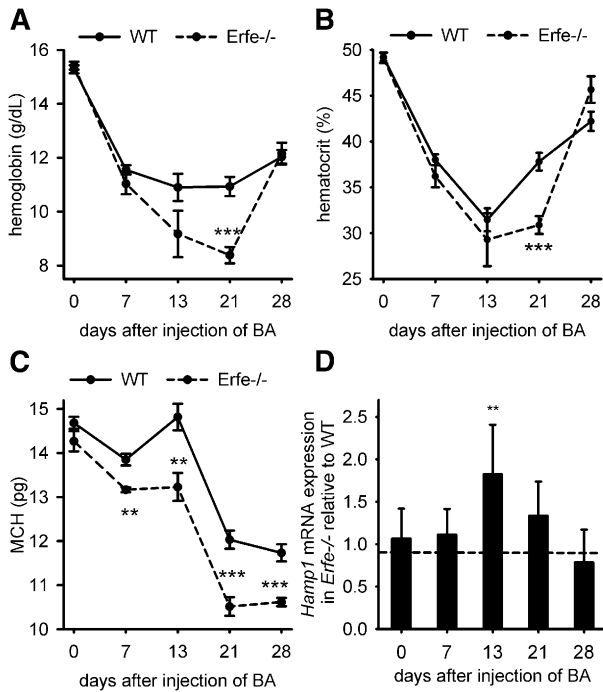 A
WT Erfe-/-
hemoglobin (g/dL)
16
14
12
10
8
***
0 7 13 21 28
days after injection of BA
B
WT Erfe-/-
hematocrit (%)
50
45
40
35
30
25
***
0 7 13 21 28
days after injection of BA
C
WT Erfe-/-
MCH (pg)
15
14
13
12
11
10
**
**
***
***
0 7 13 21 28
days after injection of BA
D
Hamp1 mRNA expression
in Erfe-/- relative to WT
2.5
2.0
1.5
1.0
0.5
0.0
**
0 7 13 21 28
days after injection of BA